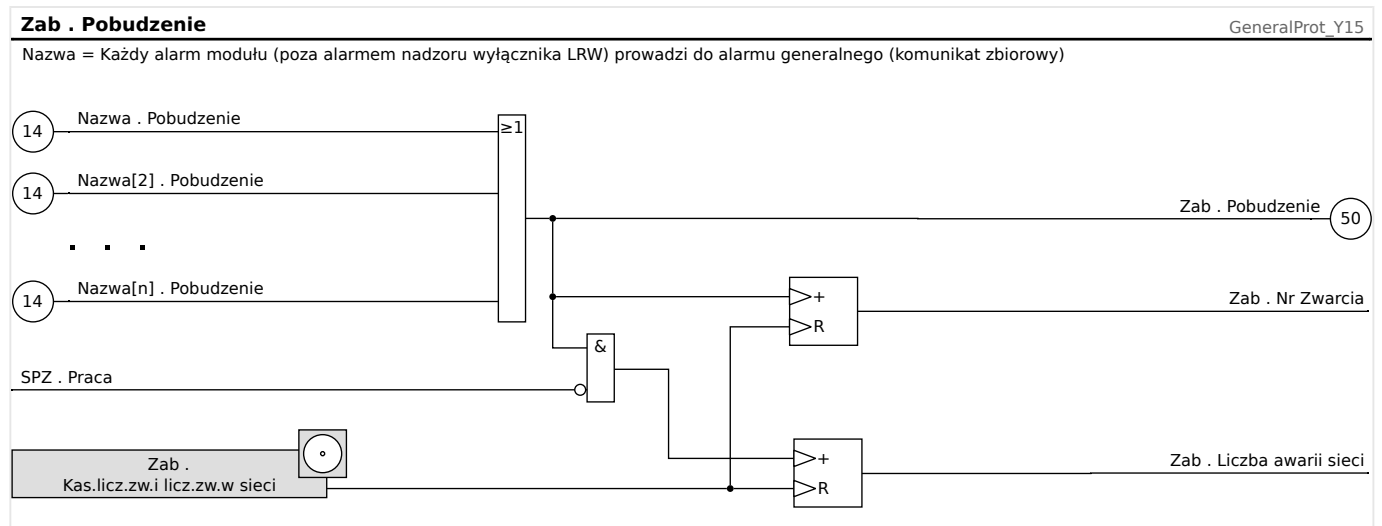 Zab . Pobudzenie
GeneralProt_Y15
Nazwa = Każdy alarm modułu (poza alarmem nadzoru wyłącznika LRW) prowadzi do alarmu generalnego (komunikat zbiorowy)
14
Nazwa . Pobudzenie
≥1
14
Nazwa[2] . Pobudzenie
Zab . Pobudzenie
50
14
Nazwa[n] . Pobudzenie
+
R
Zab . Nr Zwarcia
&
SPZ . Praca
Zab .
Kas.licz.zw.i licz.zw.w sieci
+
R
Zab . Liczba awarii sieci